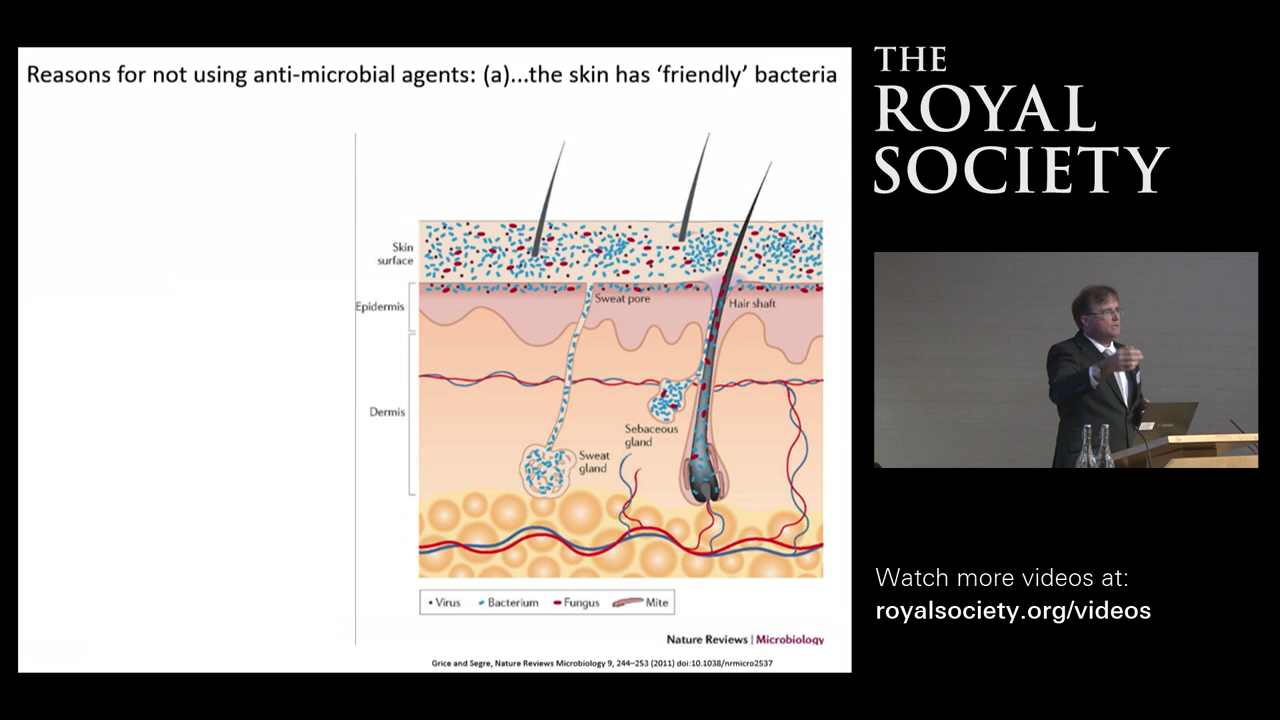 Reasons for not using anti-microbial agents: (a)...the skin has ‘friendly’ bacteria
Skin
surface
Epidermis
Sweat pore
Hair shaft
Dermis
Sebaceous
gland
Sweat
gland
Virus
Bacterium
Fungus
Mite
Nature Reviews | Microbiology
Grice and Segre, Nature Reviews Microbiology 9, 244–253 (2011) doi:10.1038/nrmicro2537
THE
ROYAL
SOCIETY
Watch more videos at:
royalsociety.org/videos